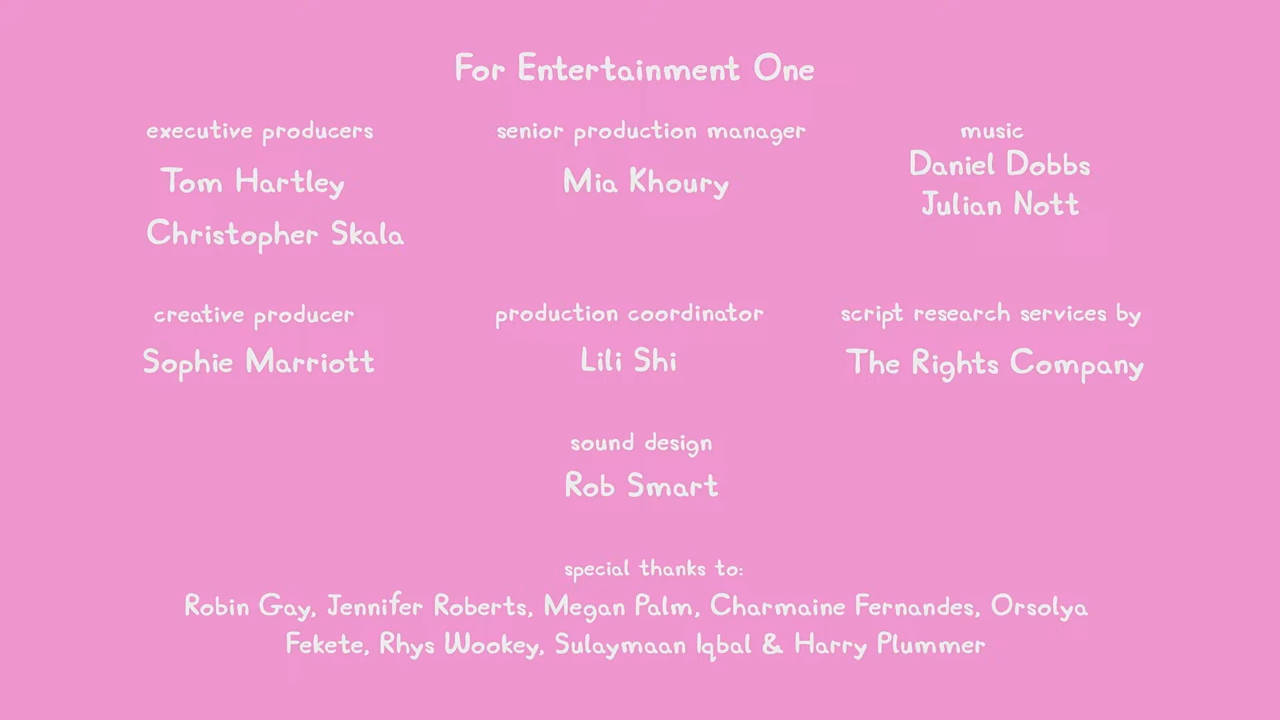 For Entertainment One
executive producers
Tom Hartley
Christopher Skala
senior production manager
Mia Khoury
music
Daniel Dobbs
Julian Nott
creative producer
Sophie Marriott
production coordinator
Lili Shi
script research services by
The Rights Company
sound design
Rob Smart
special thanks to:
Robin Gay, Jennifer Roberts, Megan Palm, Charmaine Fernandes, Orsolya
Fekete, Rhys Wookey, Sulaymaan Iqbal & Harry Plummer